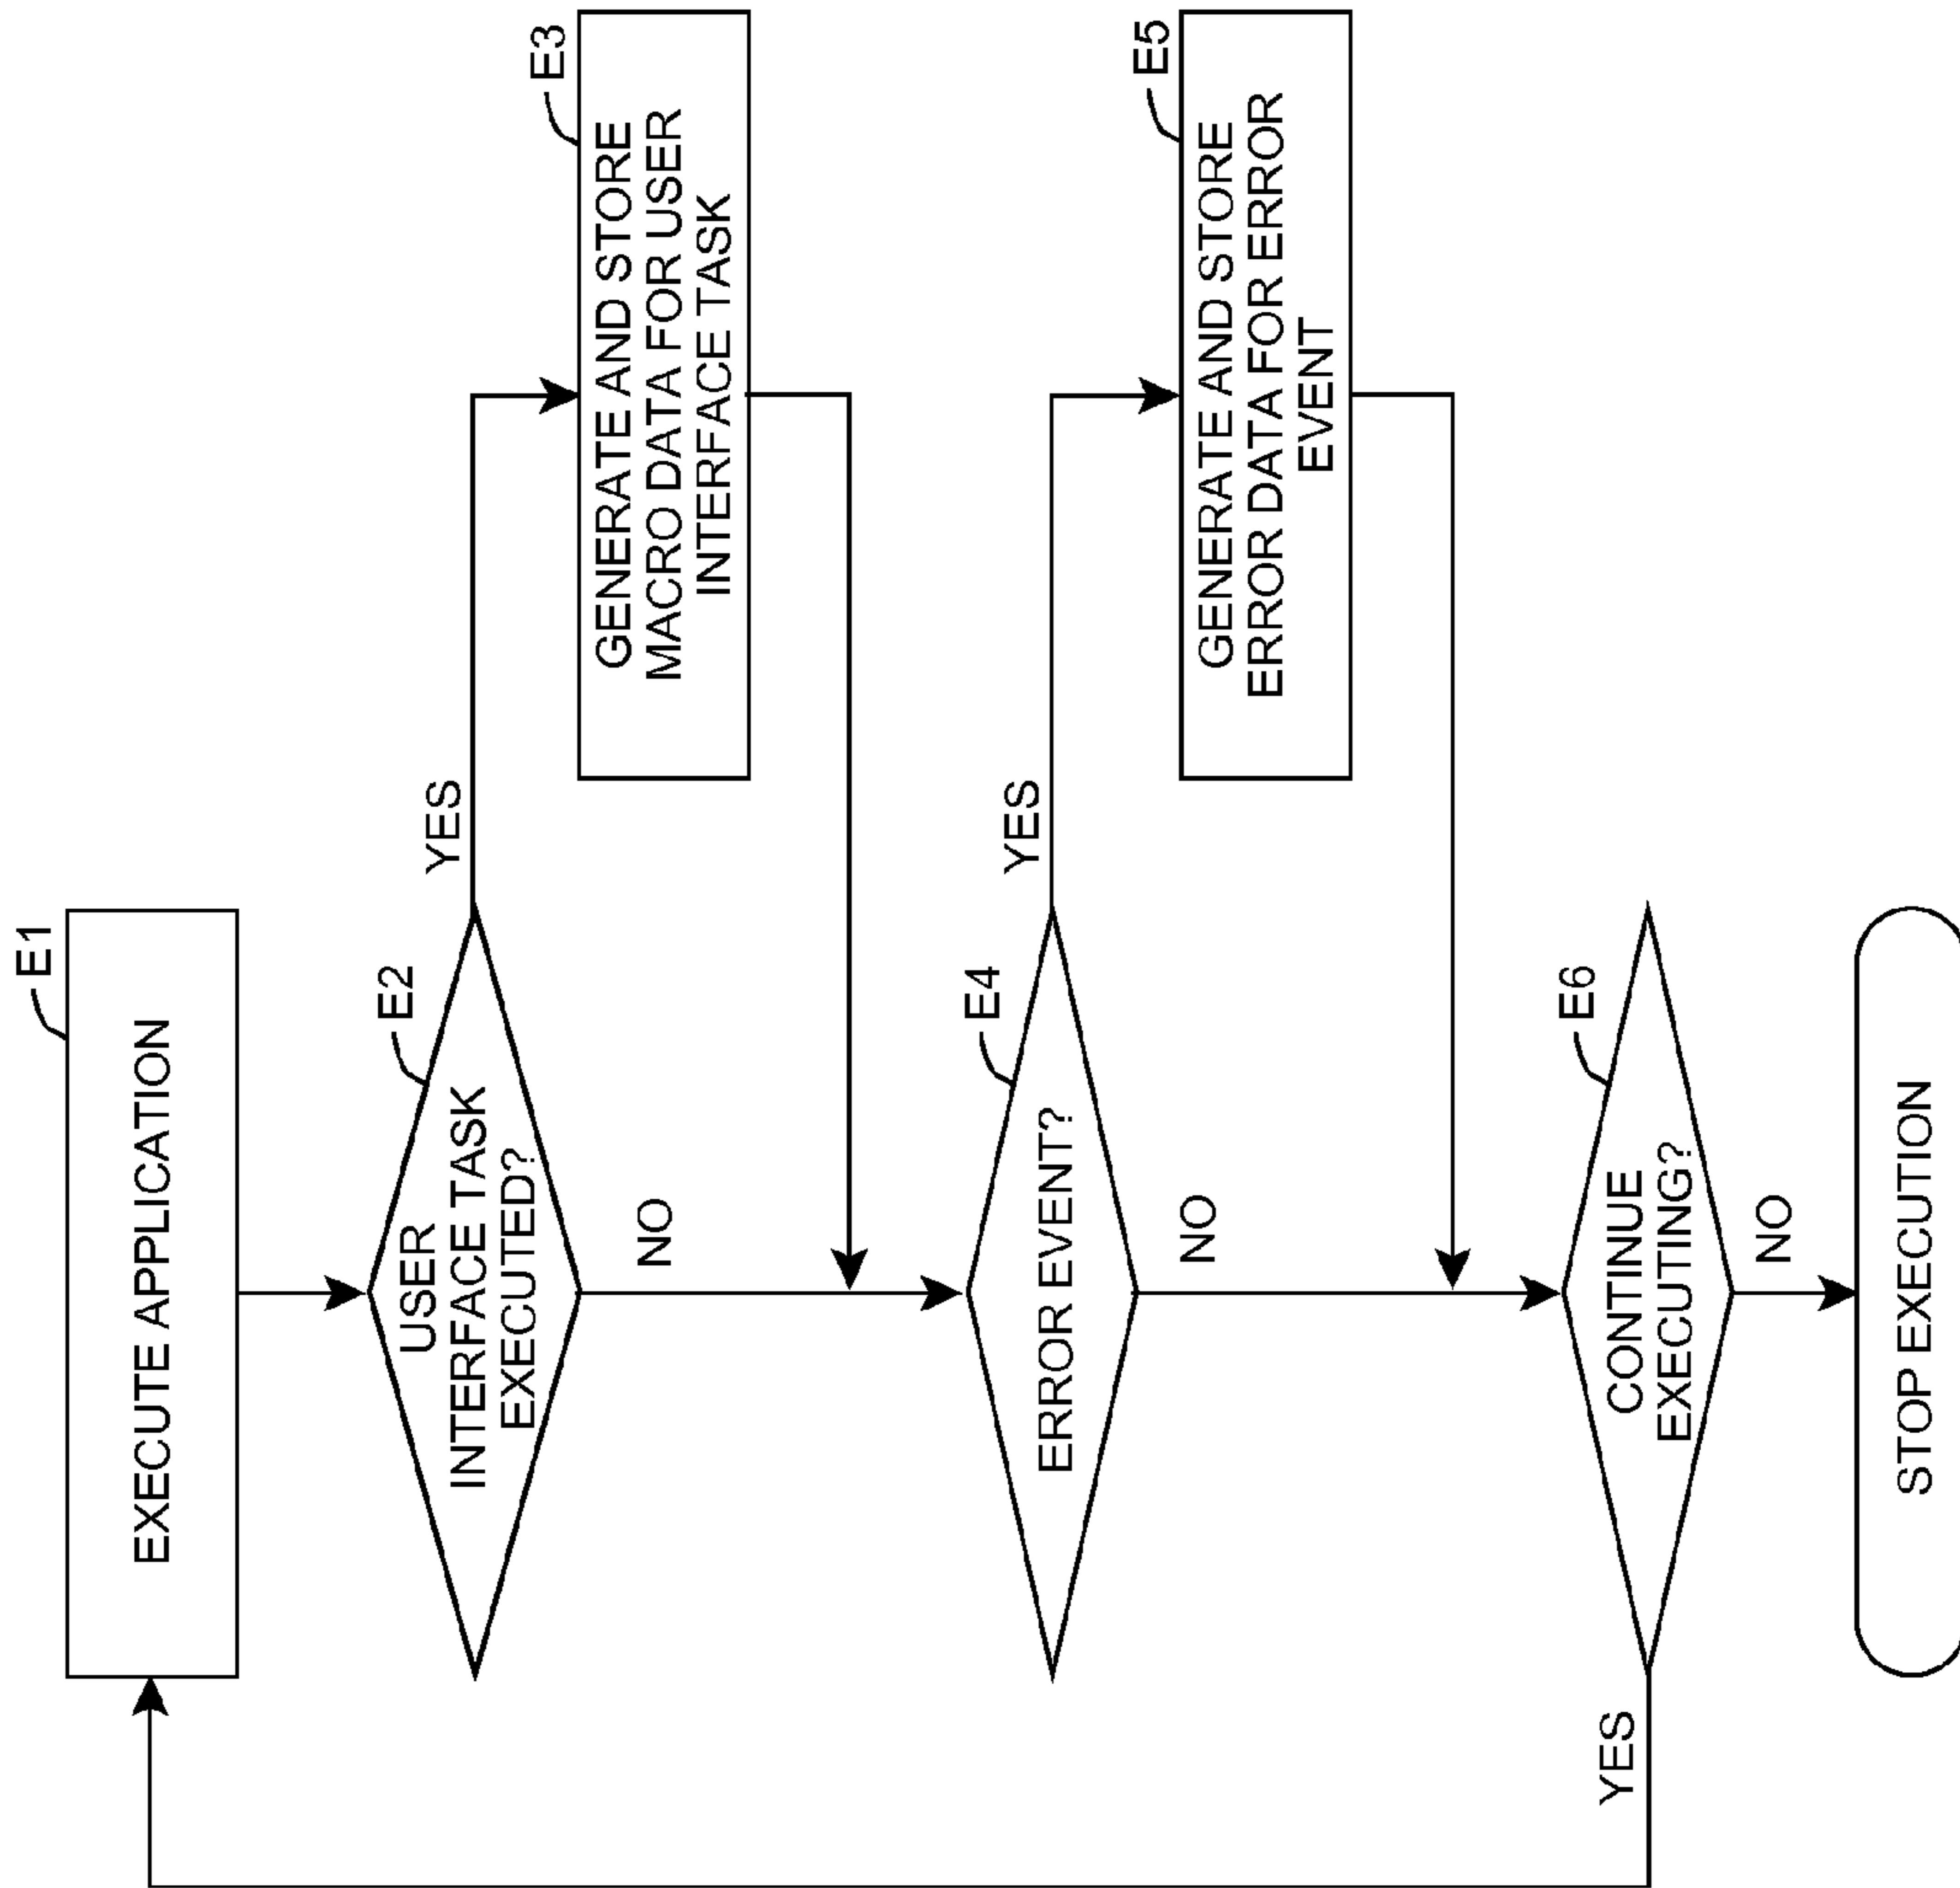 E1
EXECUTE APPLICATION
E2
USER
INTERFACE TASK
EXECUTED?
YES
NO
E3
GENERATE AND STORE
MACRO DATA FOR USER
INTERFACE TASK
E4
ERROR EVENT?
YES
NO
E5
GENERATE AND STORE
ERROR DATA FOR ERROR
EVENT
E6
CONTINUE
EXECUTING?
YES
NO
STOP EXECUTION